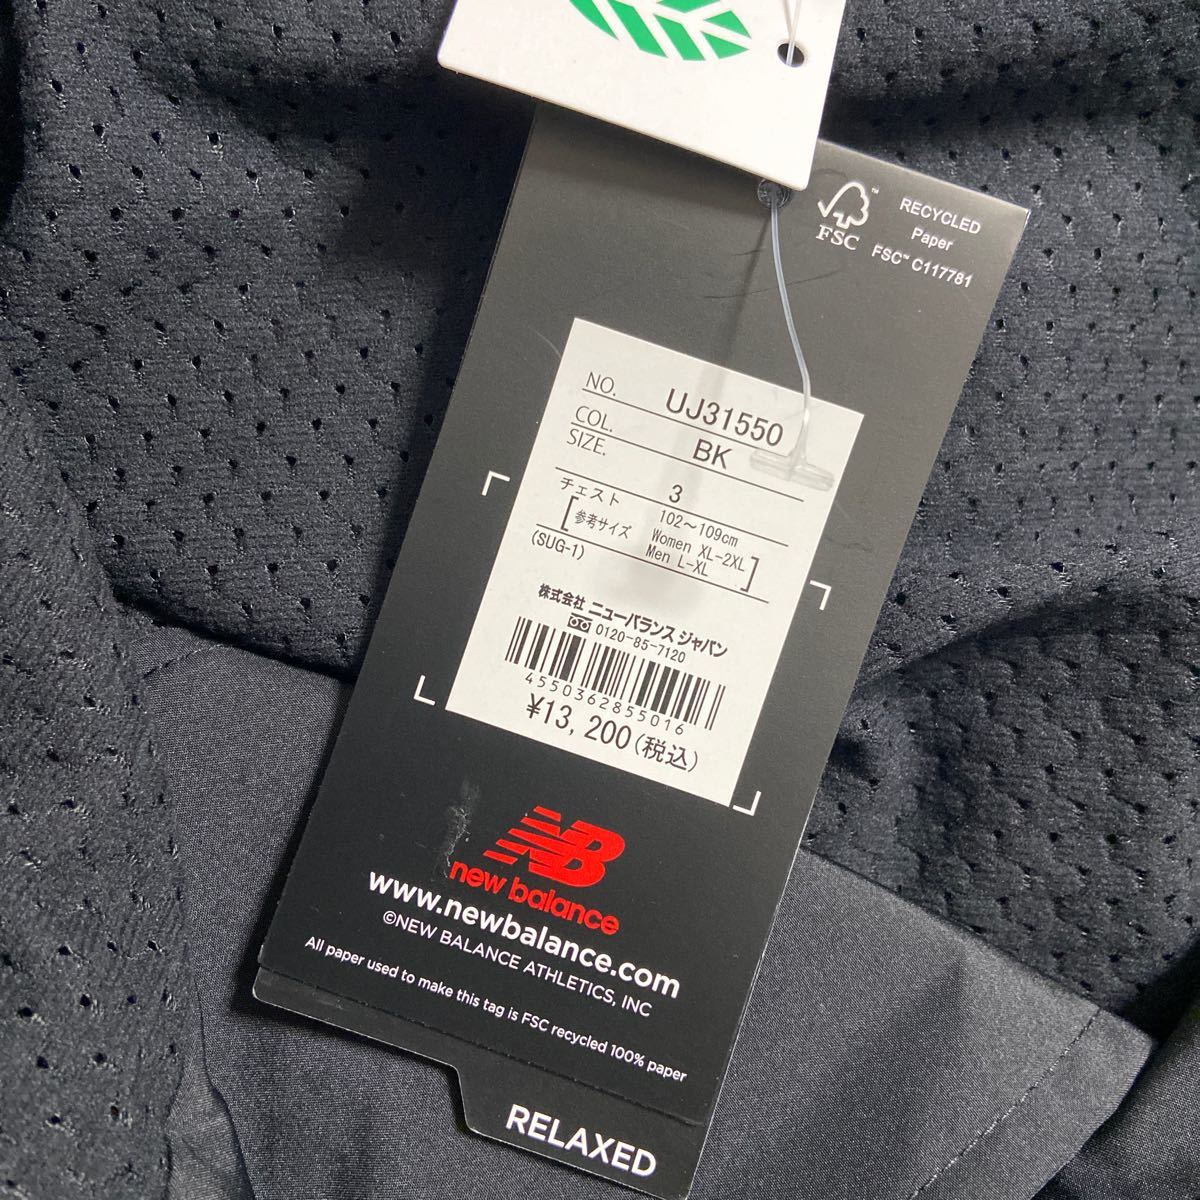 FSC™
RECYCLED
Paper
FSC™ C117781
NO. UJ31550
COL. BK
SIZE. 3
チェスト 102～109cm
[参考サイズ Women XL-2XL
Men L-XL]
(SUG-1)
株式会社 ニューバランス ジャパン
0120-85-7120
4550362855016
¥13,200(税込)
NB
new balance
www.newbalance.com
©NEW BALANCE ATHLETICS, INC
All paper used to make this tag is FSC recycled 100% paper
RELAXED